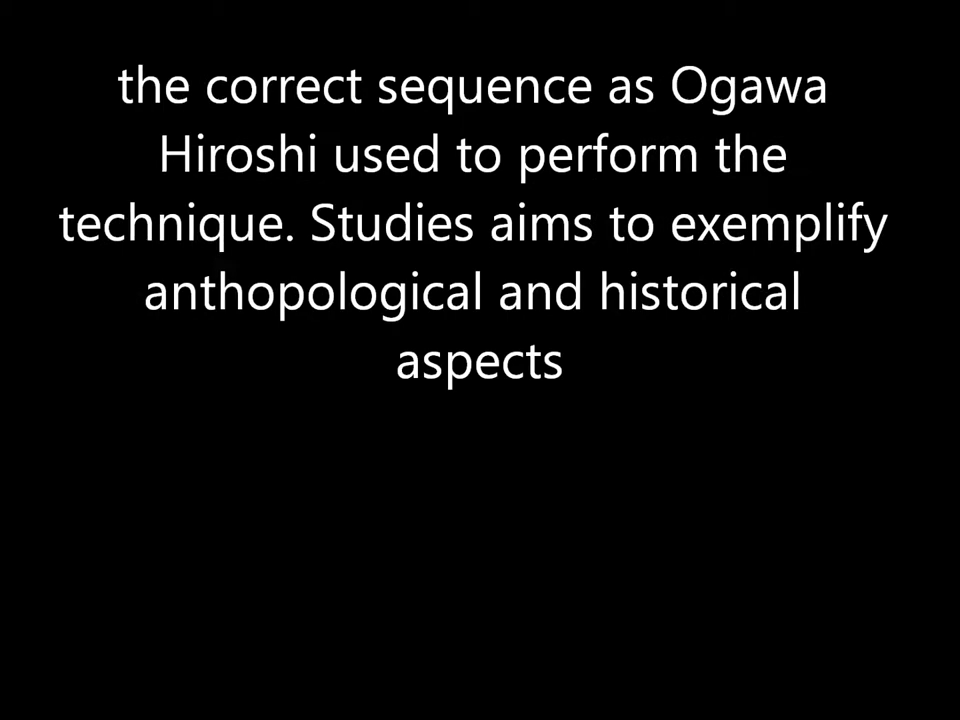 the correct sequence as Ogawa
Hiroshi used to perform the
technique. Studies aims to exemplify
anthopological and historical
aspects